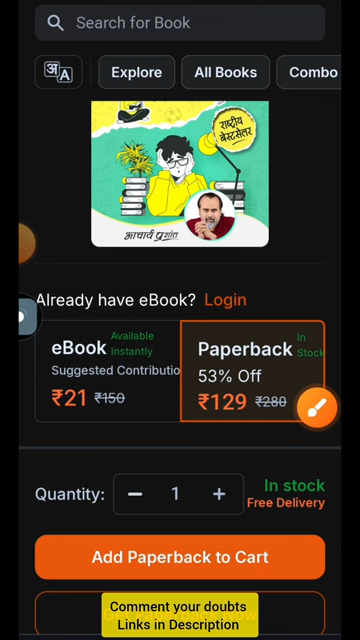 Search for Book
अ A
Explore
All Books
Combo
राष्ट्रीय
बेस्टसेलर
आचार्य प्रशांत
Already have eBook? Login
eBook Available Instantly
Suggested Contributio
₹21 ₹150
Paperback In Stock
53% Off
₹129 ₹280
Quantity: − 1 +
In stock
Free Delivery
Add Paperback to Cart
Comment your doubts
Links in Description